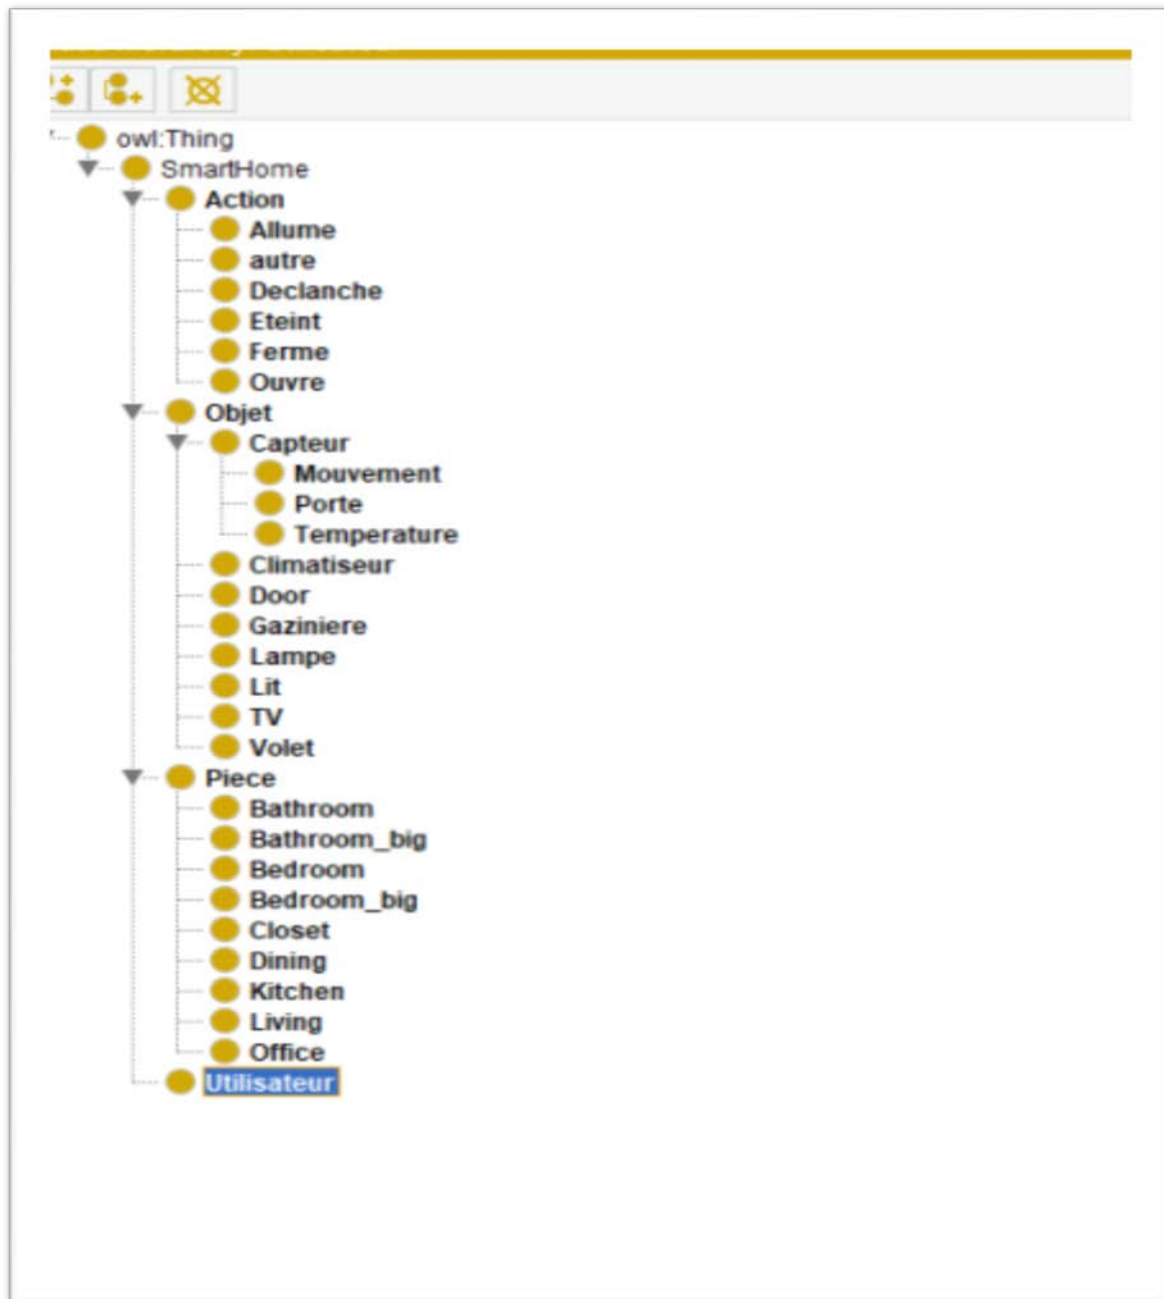 owl:Thing
SmartHome
Action
Allume
autre
Declanche
Eteint
Ferme
Ouvre
Objet
Capteur
Mouvement
Porte
Temperature
Climatiseur
Door
Gaziniere
Lampe
Lit
TV
Volet
Piece
Bathroom
Bathroom_big
Bedroom
Bedroom_big
Closet
Dining
Kitchen
Living
Office
Utilisateur